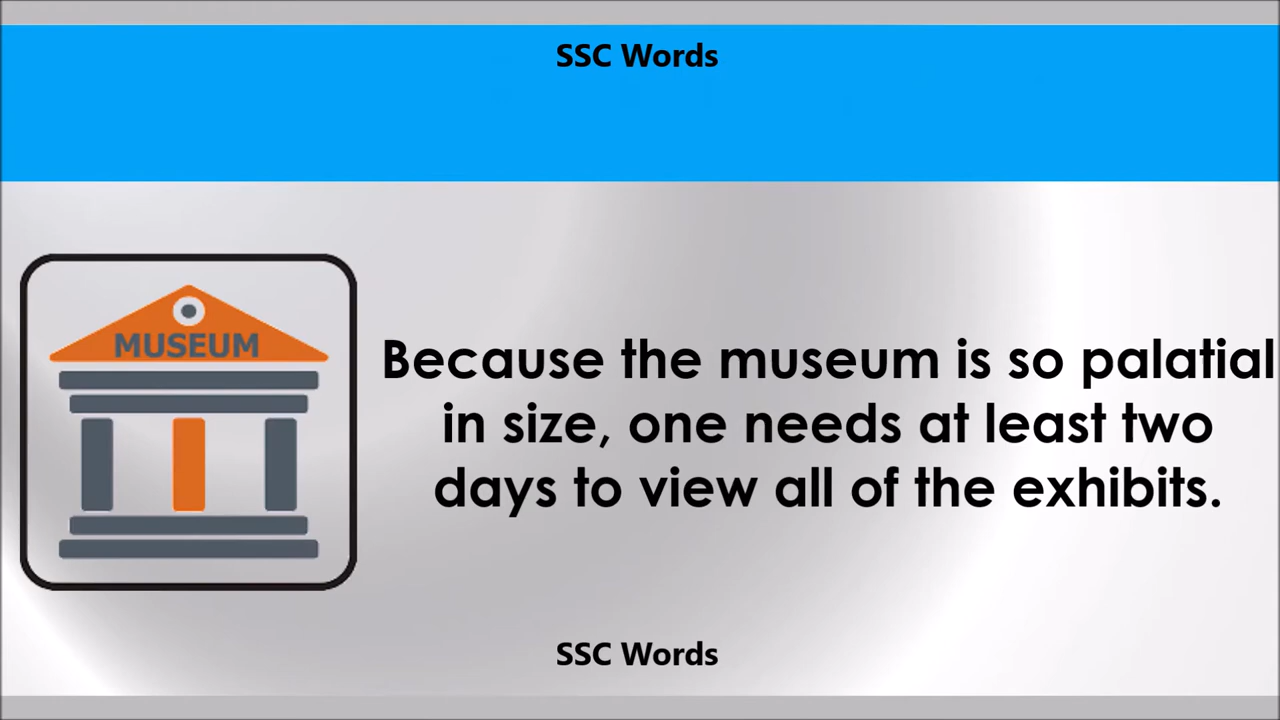 SSC Words
MUSEUM
Because the museum is so palatial
in size, one needs at least two
days to view all of the exhibits.
SSC Words